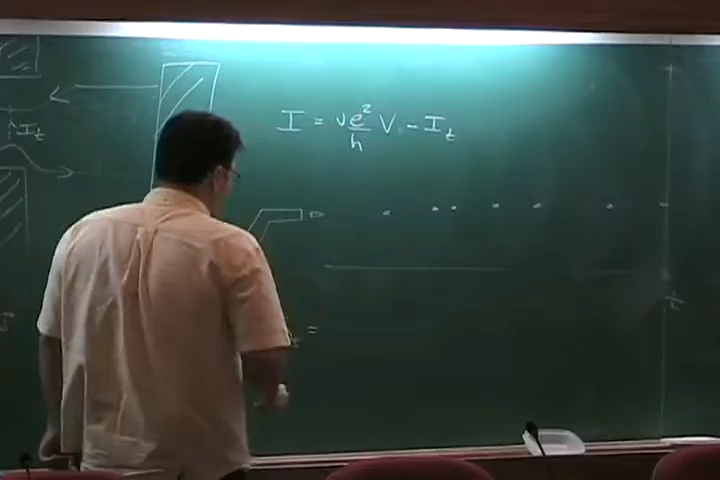 I = ν e²/h V - I_t
I_t
=